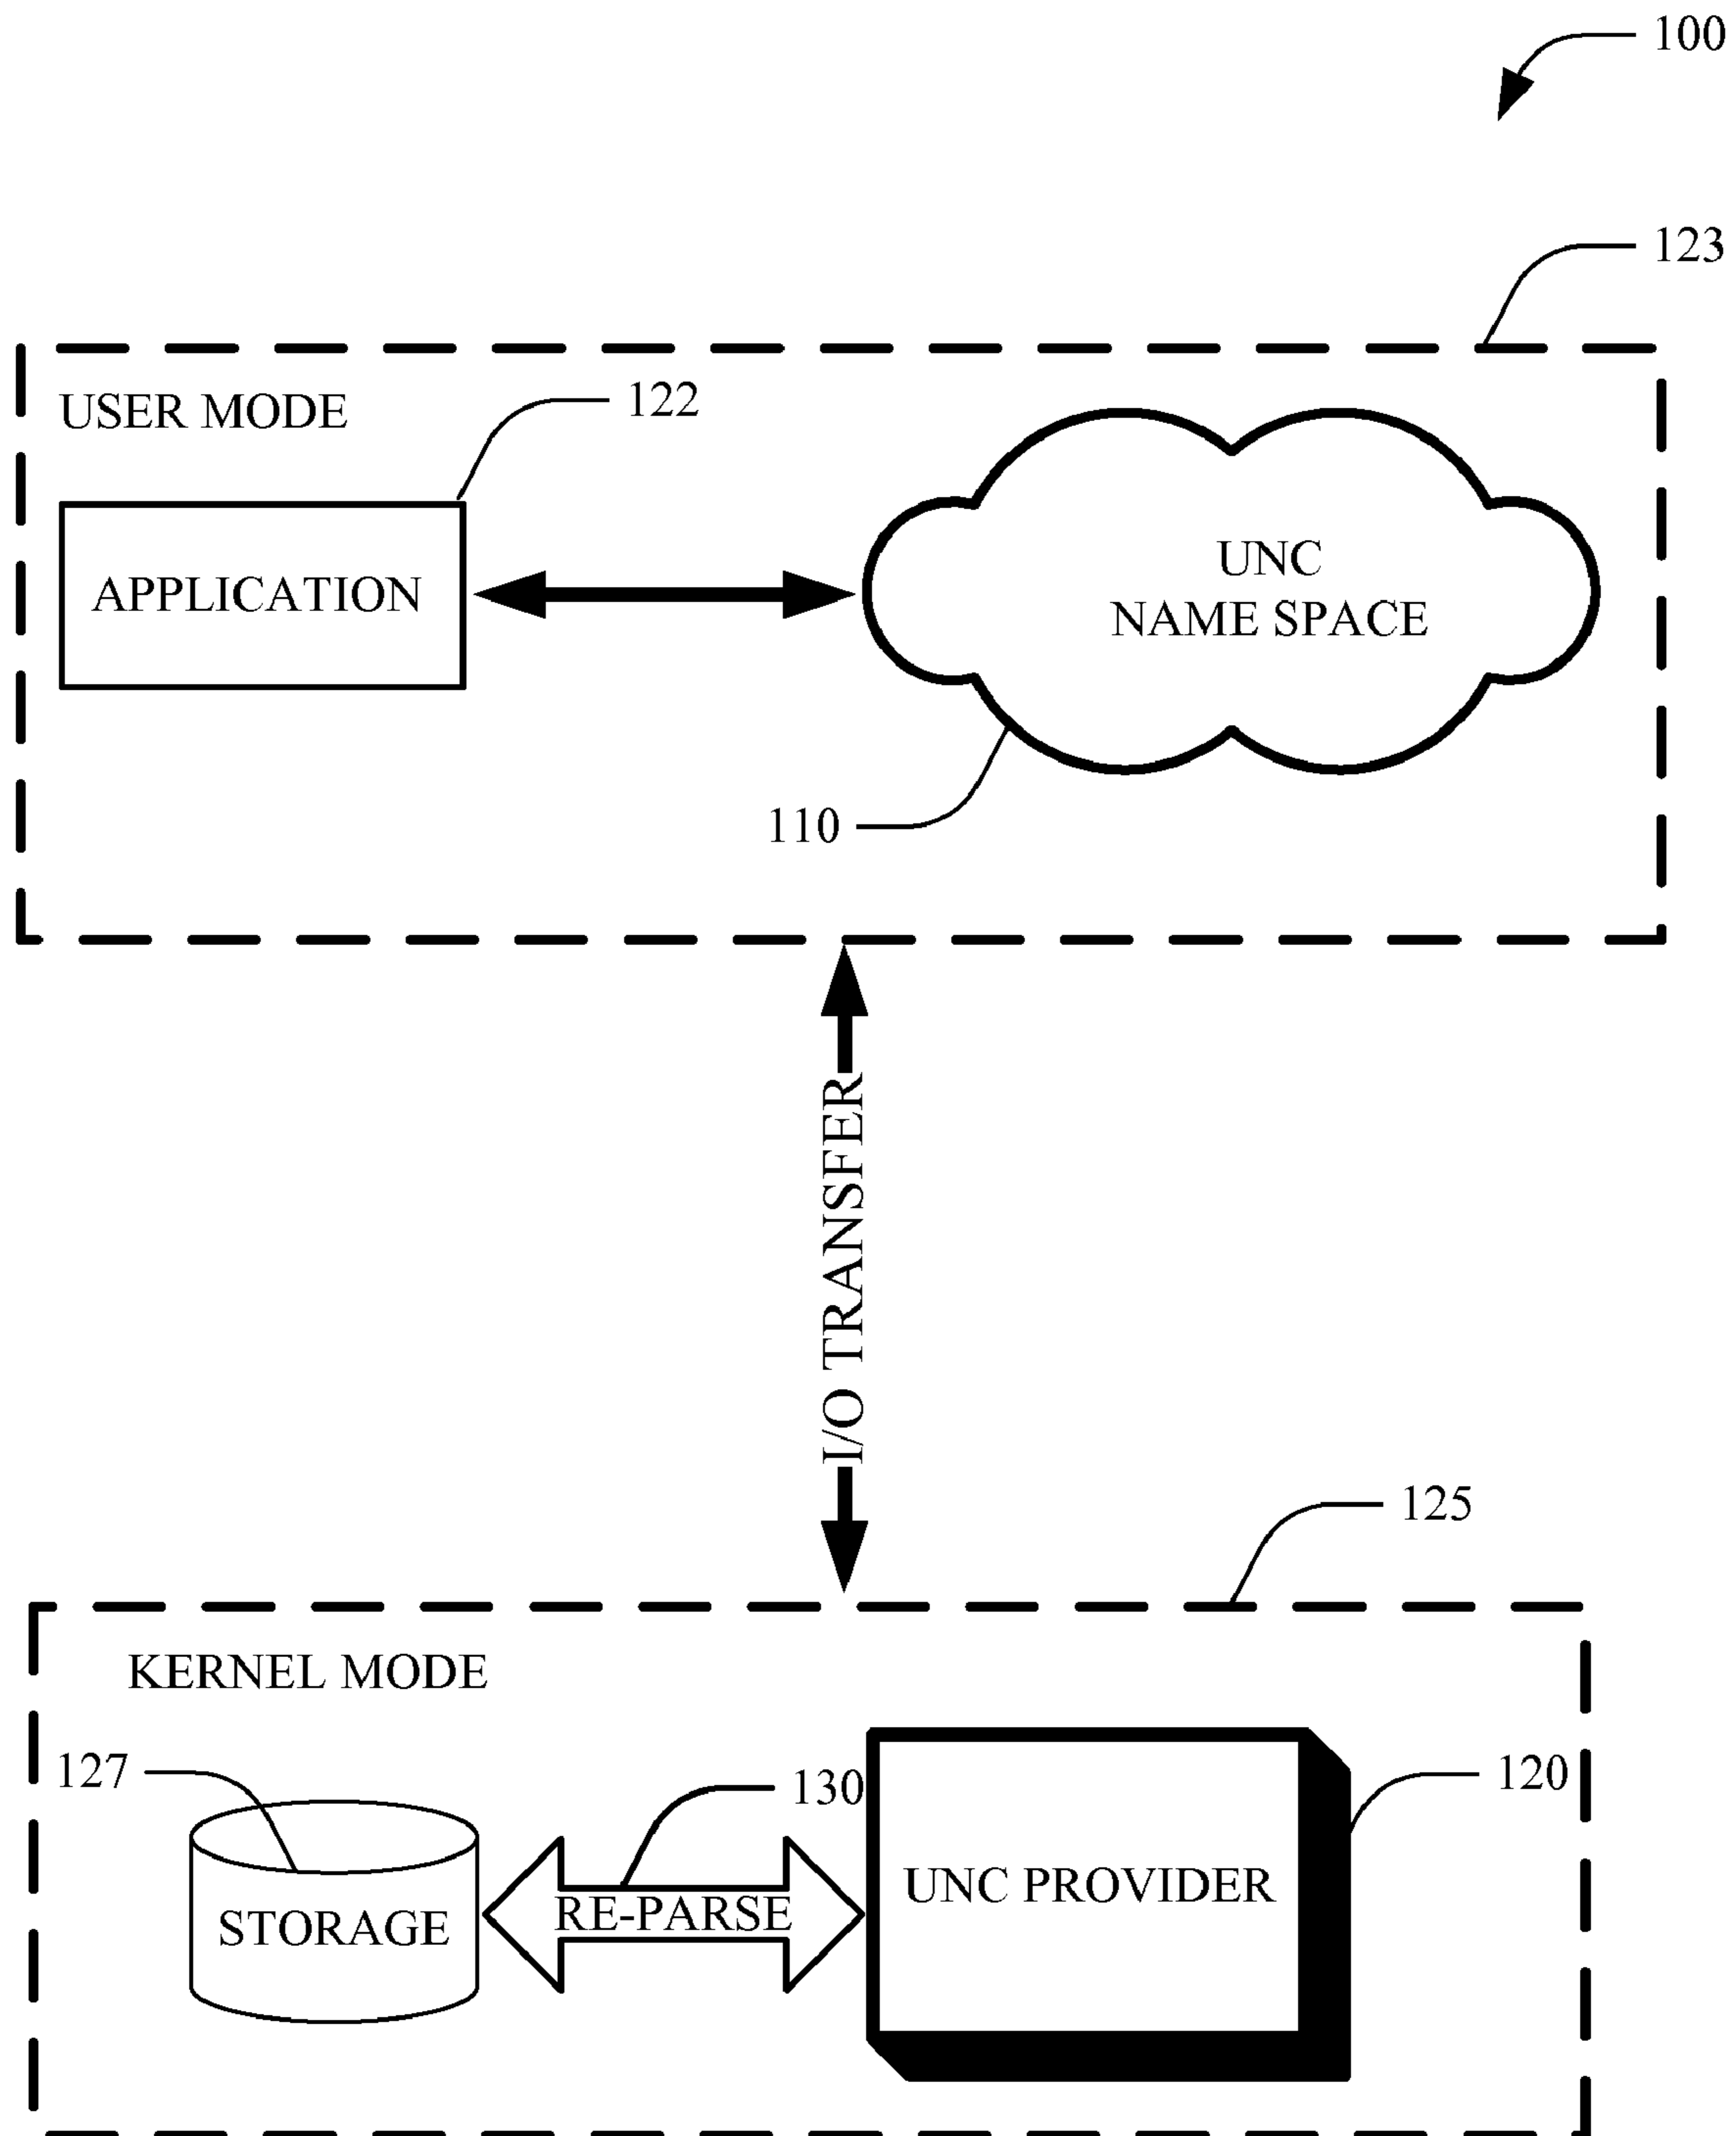 100
123
USER MODE
122
APPLICATION
UNC
NAME SPACE
110
I/O TRANSFER
125
KERNEL MODE
127
130
120
STORAGE
RE-PARSE
UNC PROVIDER